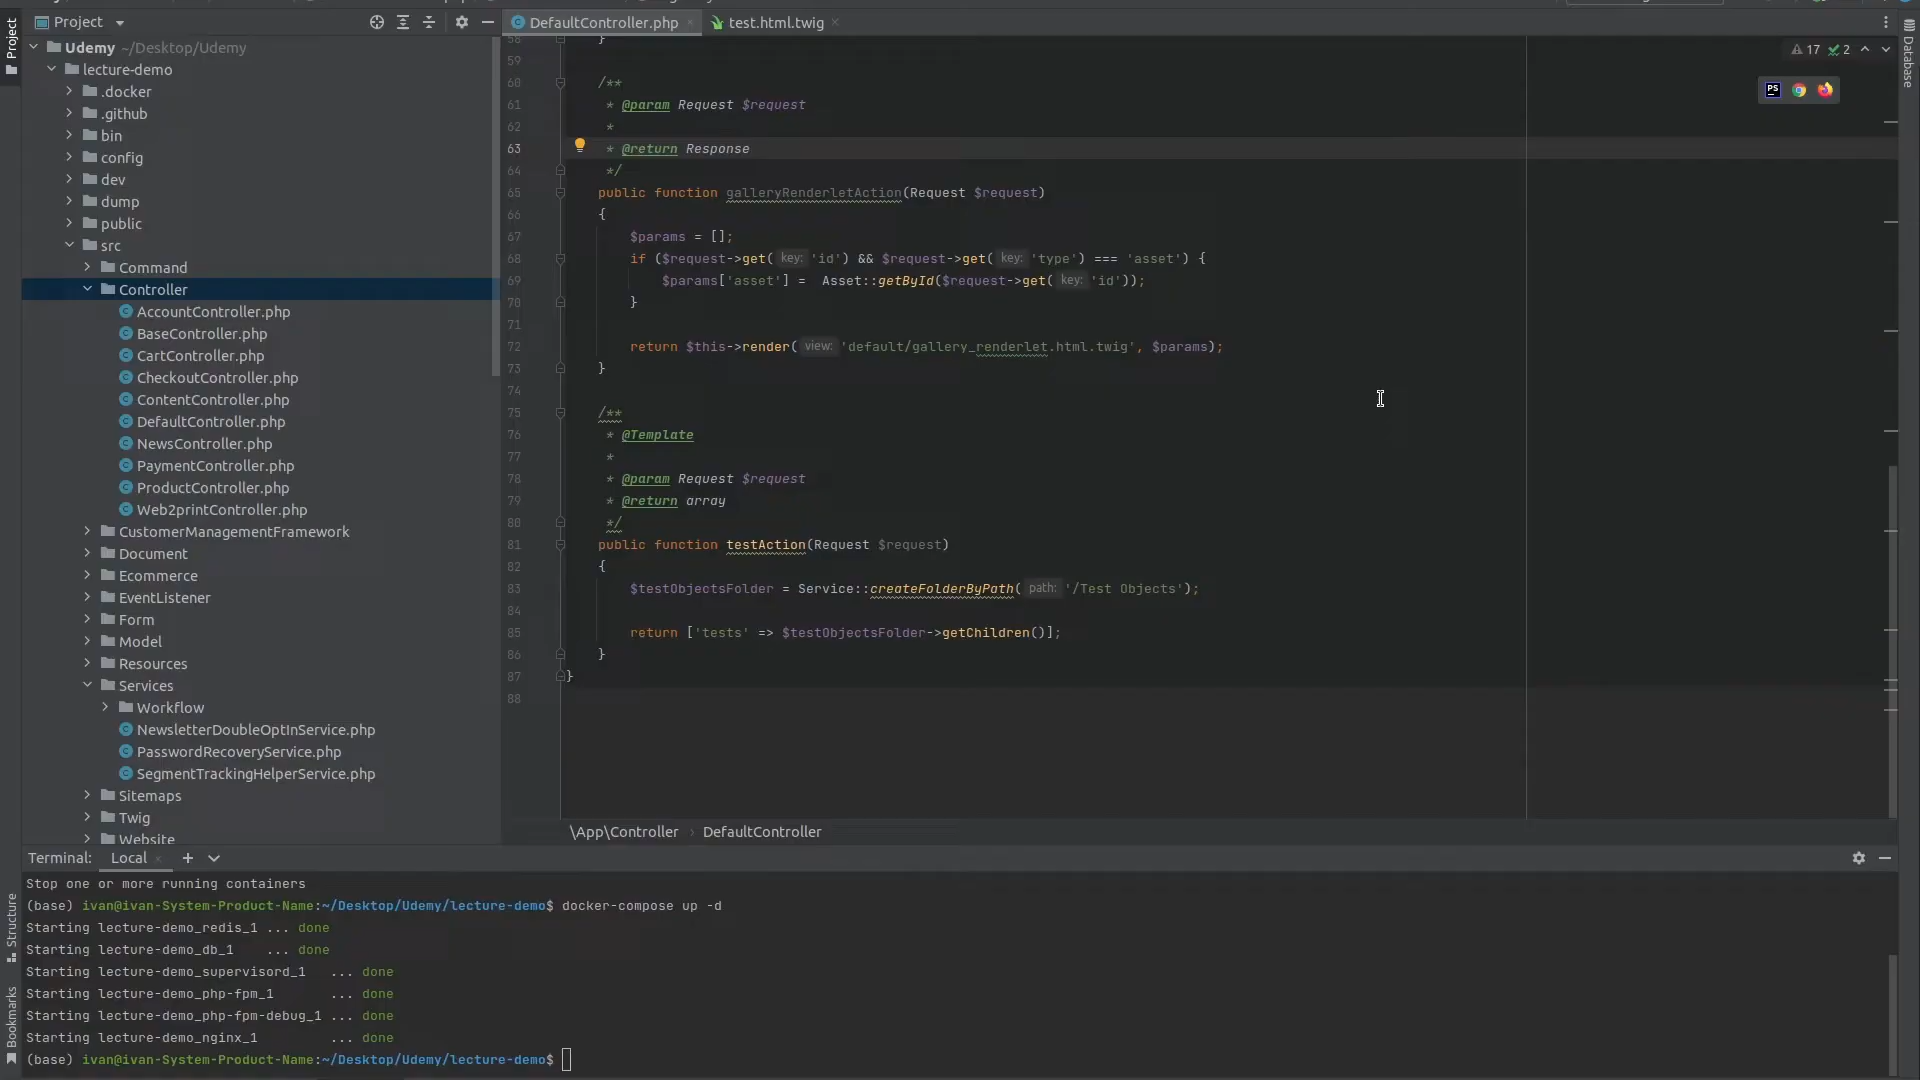 Project
DefaultController.php
test.html.twig
Project
Database
Udemy ~/Desktop/Udemy
lecture-demo
.docker
.github
bin
config
dev
dump
public
src
Command
Controller
AccountController.php
BaseController.php
CartController.php
CheckoutController.php
ContentController.php
DefaultController.php
NewsController.php
PaymentController.php
ProductController.php
Web2printController.php
CustomerManagementFramework
Document
Ecommerce
EventListener
Form
Model
Resources
Services
Workflow
NewsletterDoubleOptInService.php
PasswordRecoveryService.php
SegmentTrackingHelperService.php
Sitemaps
Twig
Website
17 2
PS
58 }
59
60 /**
61 * @param Request $request
62 *
63 * @return Response
64 */
65 public function galleryRenderletAction(Request $request)
66 {
67 $params = [];
68 if ($request->get( key: 'id') && $request->get( key: 'type') === 'asset') {
69 $params['asset'] = Asset::getById($request->get( key: 'id'));
70 }
71
72 return $this->render( view: 'default/gallery_renderlet.html.twig', $params);
73 }
74
75 /**
76 * @Template
77 *
78 * @param Request $request
79 * @return array
80 */
81 public function testAction(Request $request)
82 {
83 $testObjectsFolder = Service::createFolderByPath( path: '/Test Objects');
84
85 return ['tests' => $testObjectsFolder->getChildren()];
86 }
87 }
88
\App\Controller › DefaultController
Terminal: Local
Structure
Bookmarks
Stop one or more running containers
(base) ivan@ivan-System-Product-Name:~/Desktop/Udemy/lecture-demo$ docker-compose up -d
Starting lecture-demo_redis_1 ... done
Starting lecture-demo_db_1 ... done
Starting lecture-demo_supervisord_1 ... done
Starting lecture-demo_php-fpm_1 ... done
Starting lecture-demo_php-fpm-debug_1 ... done
Starting lecture-demo_nginx_1 ... done
(base) ivan@ivan-System-Product-Name:~/Desktop/Udemy/lecture-demo$